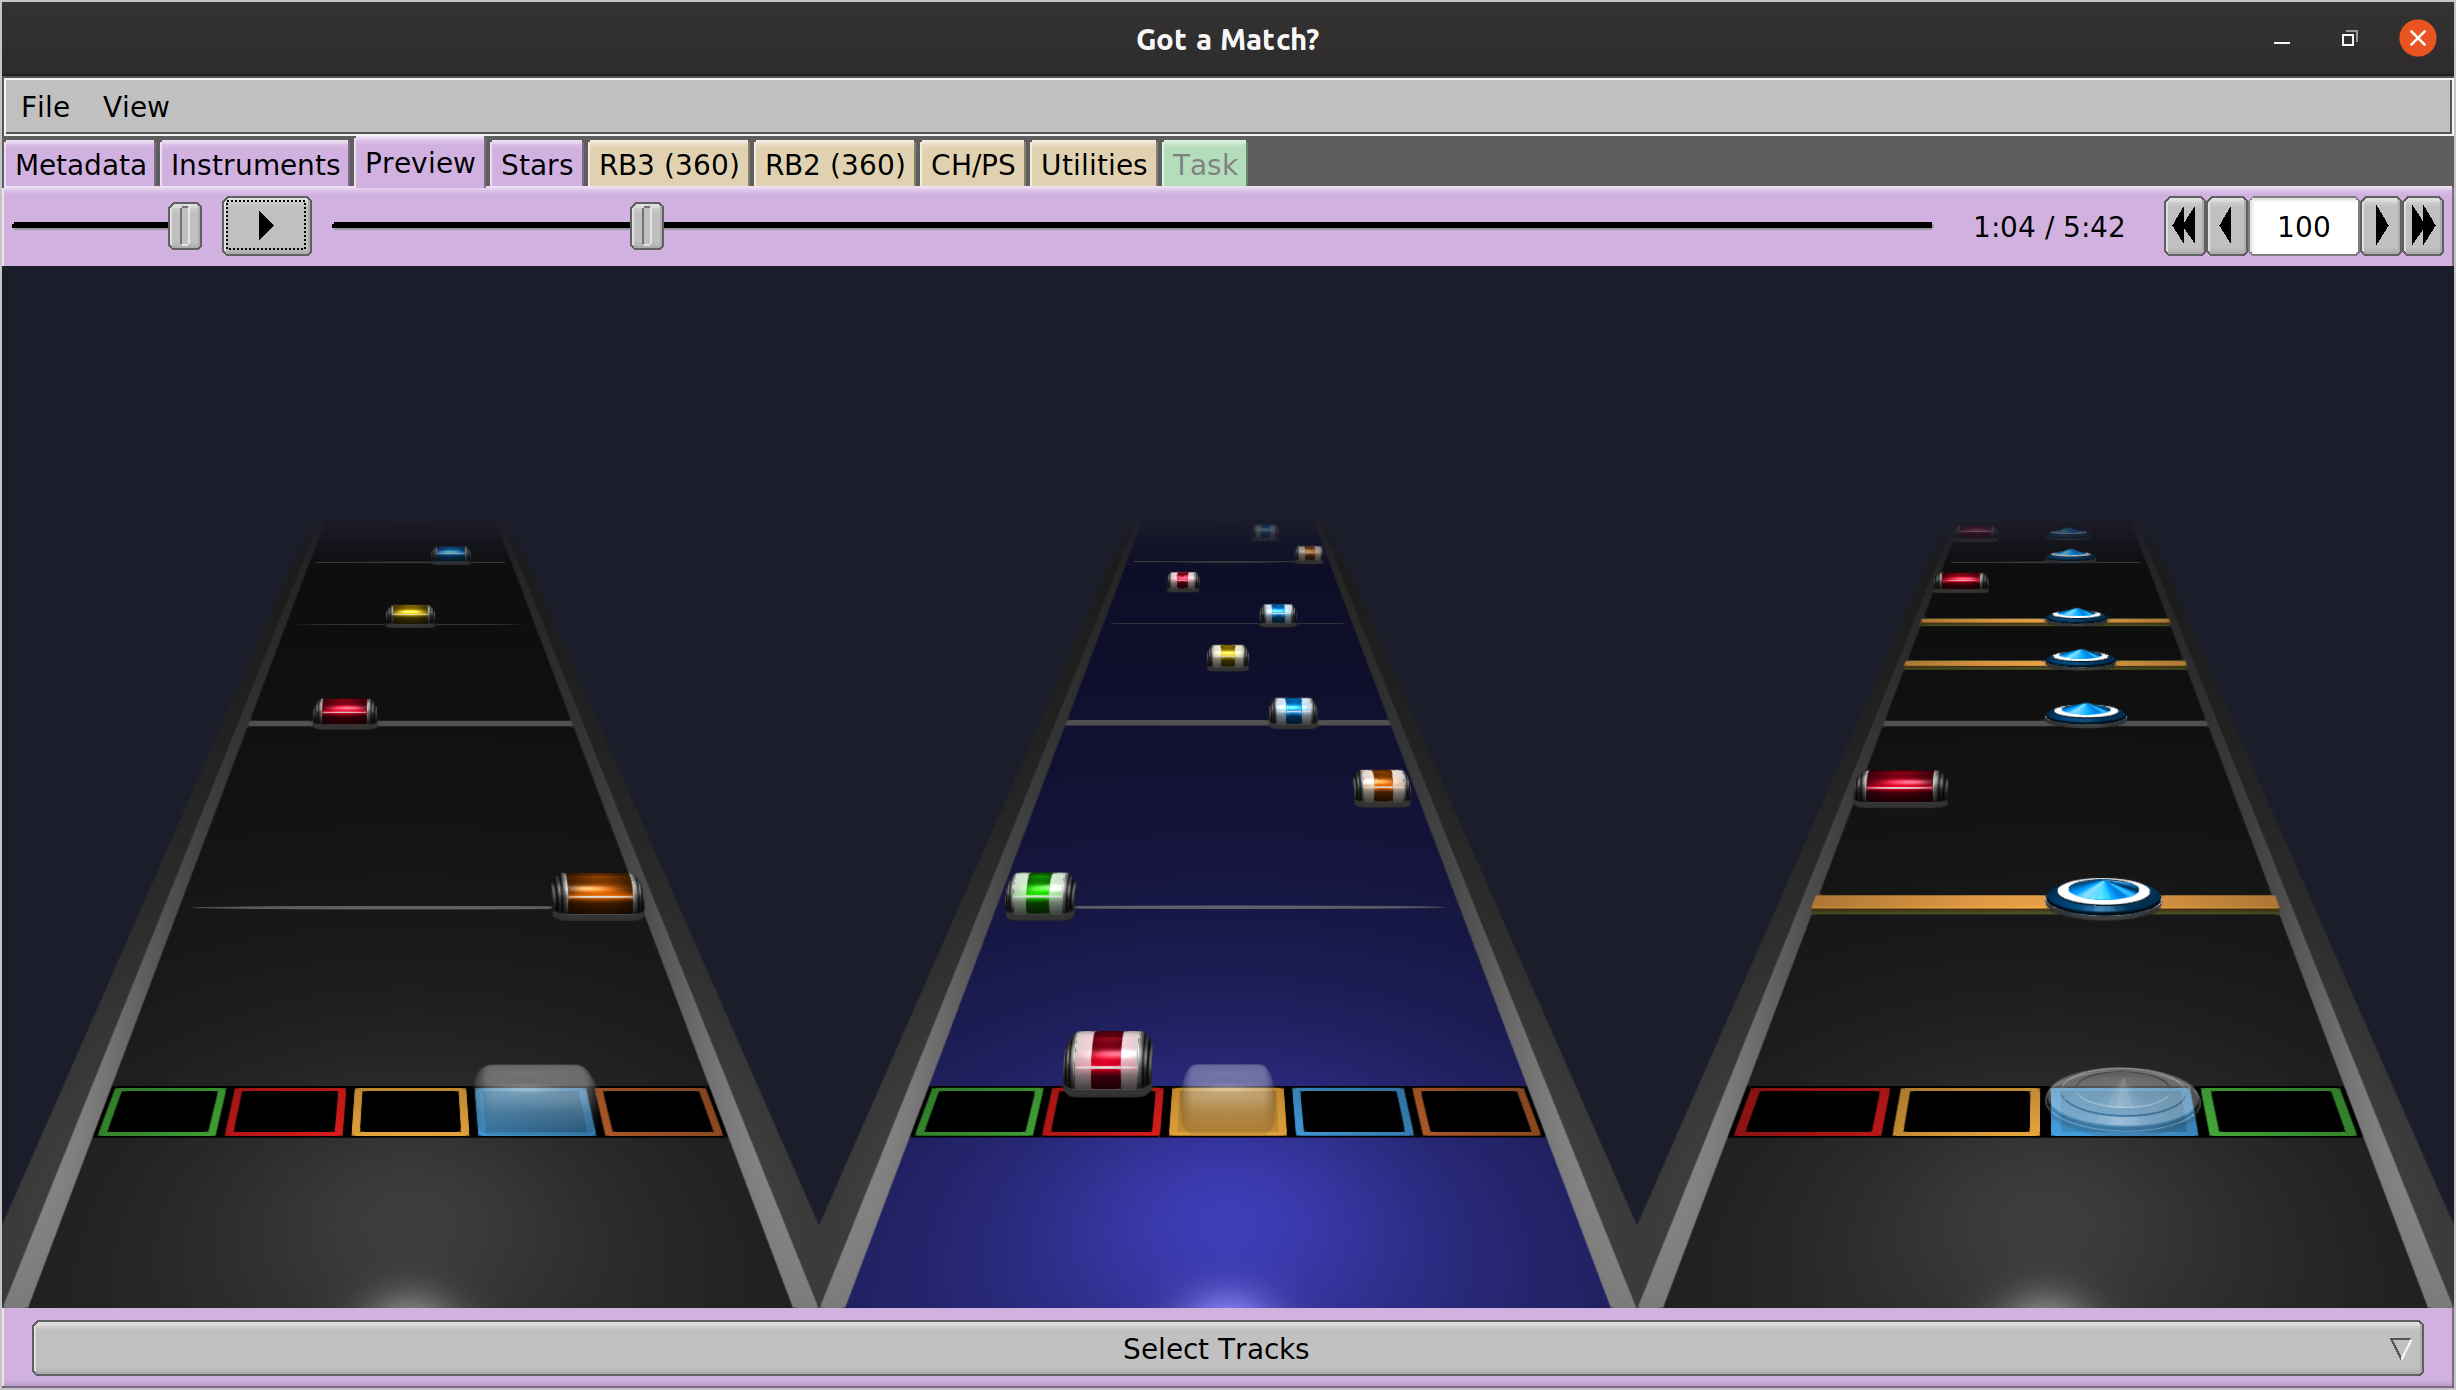 Got a Match?
File View
Metadata Instruments Preview Stars RB3 (360) RB2 (360) CH/PS Utilities Task
1:04 / 5:42 100
Select Tracks